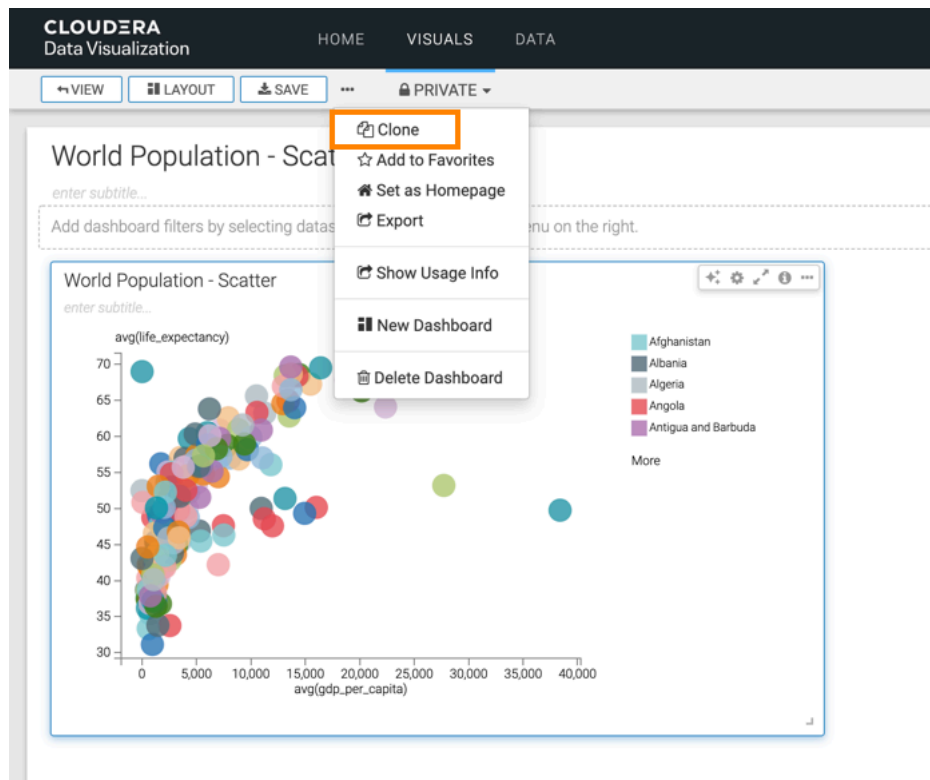 CLOUDERA
Data Visualization
HOME VISUALS DATA
VIEW LAYOUT SAVE ••• PRIVATE
Clone
World Population - Scat
Add to Favorites
enter subtitle...
Set as Homepage
Add dashboard filters by selecting datas
Export
enu on the right.
World Population - Scatter
Show Usage Info
enter subtitle...
New Dashboard
Delete Dashboard
avg(life_expectancy)
70
65
60
55
50
45
40
35
30
0 5,000 10,000 15,000 20,000 25,000 30,000 35,000 40,000
avg(gdp_per_capita)
Afghanistan
Albania
Algeria
Angola
Antigua and Barbuda
More